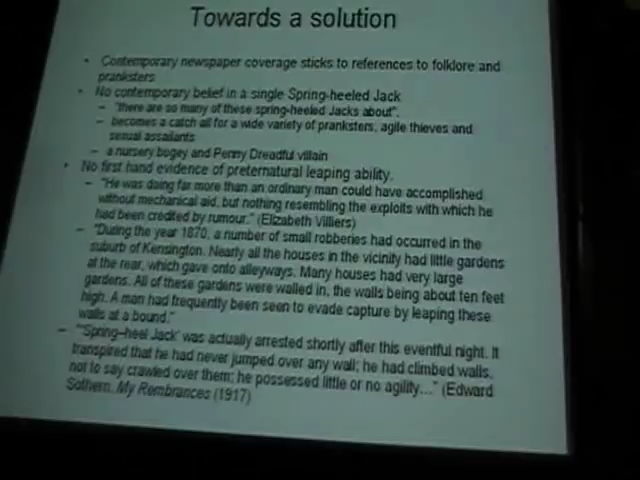 Towards a solution
• Contemporary newspaper coverage sticks to references to folklore and
pranksters
• No contemporary belief in a single Spring-heeled Jack
– "there are so many of these spring-heeled Jacks about".
– becomes a catch all for a wide variety of pranksters, agile thieves and
sexual assailants
– a nursery bogey and Penny Dreadful villain
• No first hand evidence of preternatural leaping ability.
– "He was doing far more than an ordinary man could have accomplished
without mechanical aid, but nothing resembling the exploits with which he
had been credited by rumour." (Elizabeth Villiers)
– "During the year 1870, a number of small robberies had occurred in the
suburb of Kensington. Nearly all the houses in the vicinity had little gardens
at the rear, which gave onto alleyways. Many houses had very large
gardens. All of these gardens were walled in, the walls being about ten feet
high. A man had frequently been seen to evade capture by leaping these
walls at a bound."
– "'Spring–heel Jack' was actually arrested shortly after this eventful night. It
transpired that he had never jumped over any wall; he had climbed walls,
not to say crawled over them; he possessed little or no agility…" (Edward
Sothern, My Rembrances (1917)